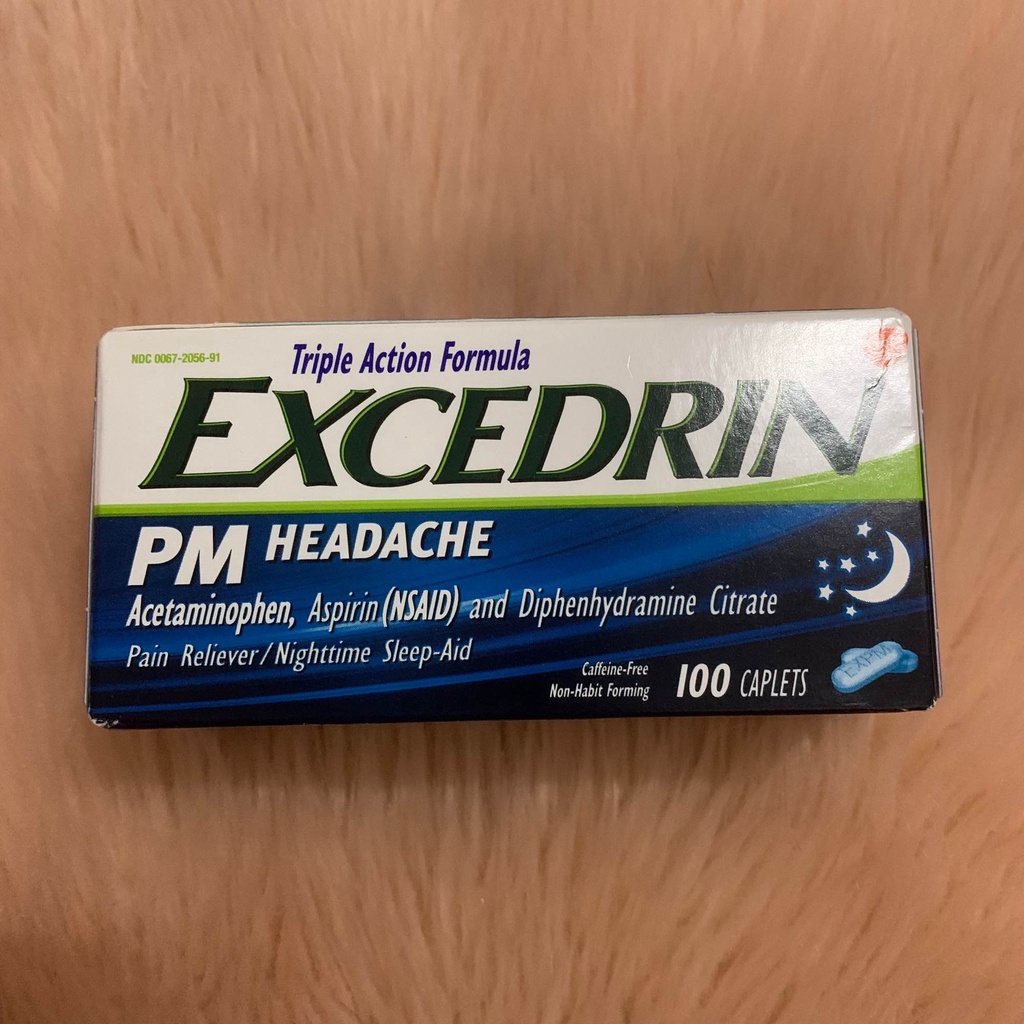 NDC 0067-2056-91
Triple Action Formula
EXCEDRIN
PM HEADACHE
Acetaminophen, Aspirin (NSAID) and Diphenhydramine Citrate
Pain Reliever/Nighttime Sleep-Aid
Caffeine-Free
Non-Habit Forming
100 CAPLETS
EXPM